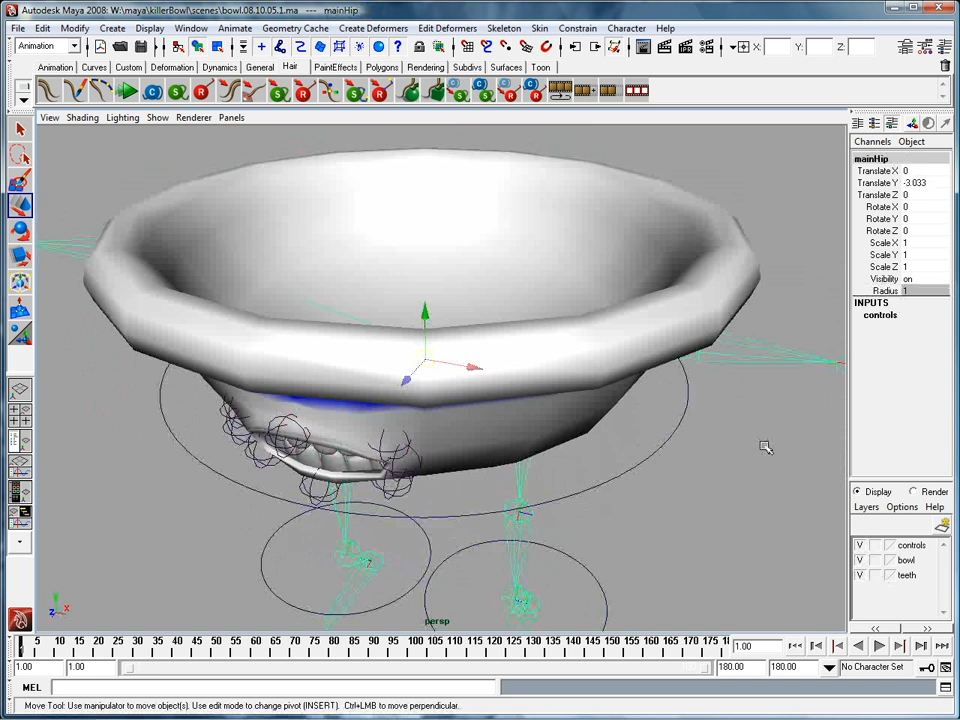 Autodesk Maya 2008: W:\maya\killerBowl\scenes\bowl.08.10.05.1.ma --- mainHip
File Edit Modify Create Display Window Animate Geometry Cache Create Deformers Edit Deformers Skeleton Skin Constrain Character Help
Animation X: Y: Z:
Animation Curves Custom Deformation Dynamics General Hair PaintEffects Polygons Rendering Subdivs Surfaces Toon
View Shading Lighting Show Renderer Panels
Channels Object
mainHip
Translate X 0
Translate Y -3.033
Translate Z 0
Rotate X 0
Rotate Y 0
Rotate Z 0
Scale X 1
Scale Y 1
Scale Z 1
Visibility on
Radius 1
INPUTS
controls
Display Render
Layers Options Help
V controls
V bowl
V teeth
persp
5 10 15 20 25 30 35 40 45 50 55 60 65 70 75 80 85 90 95 100 105 110 115 120 125 130 135 140 145 150 155 160 165 170 175 1 1.00
1.00 1.00 180.00 180.00 No Character Set
MEL
Move Tool: Use manipulator to move object(s). Use edit mode to change pivot (INSERT). Ctrl+LMB to move perpendicular.